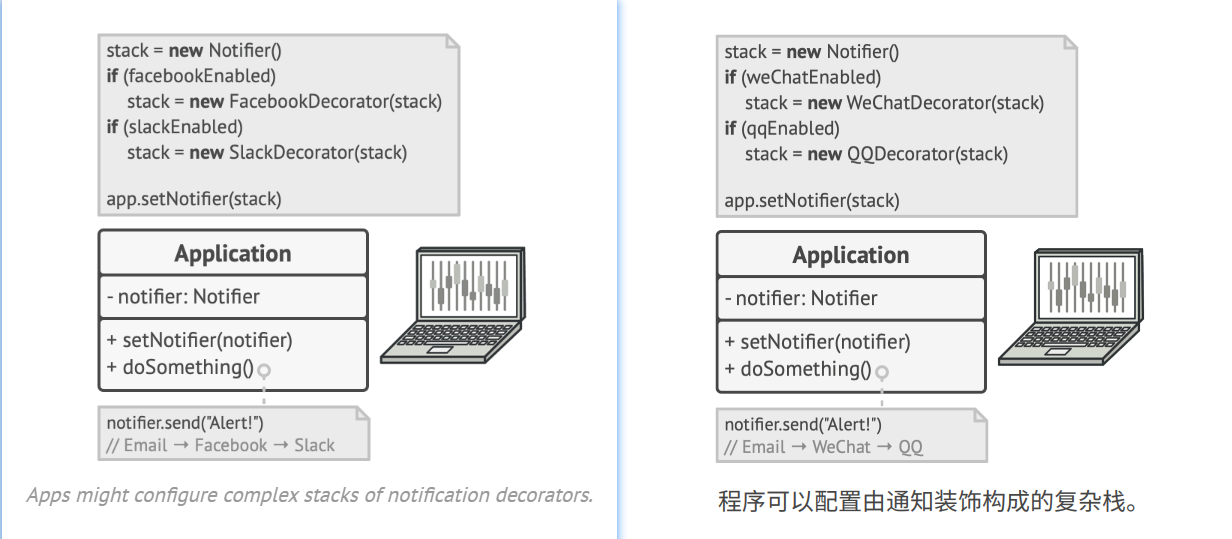 stack = new Notifier()
if (facebookEnabled)
    stack = new FacebookDecorator(stack)
if (slackEnabled)
    stack = new SlackDecorator(stack)

app.setNotifier(stack)
Application
- notifier: Notifier
+ setNotifier(notifier)
+ doSomething()
notifier.send("Alert!")
// Email → Facebook → Slack
Apps might configure complex stacks of notification decorators.
stack = new Notifier()
if (weChatEnabled)
    stack = new WeChatDecorator(stack)
if (qqEnabled)
    stack = new QQDecorator(stack)

app.setNotifier(stack)
Application
- notifier: Notifier
+ setNotifier(notifier)
+ doSomething()
notifier.send("Alert!")
// Email → WeChat → QQ
程序可以配置由通知装饰构成的复杂栈。